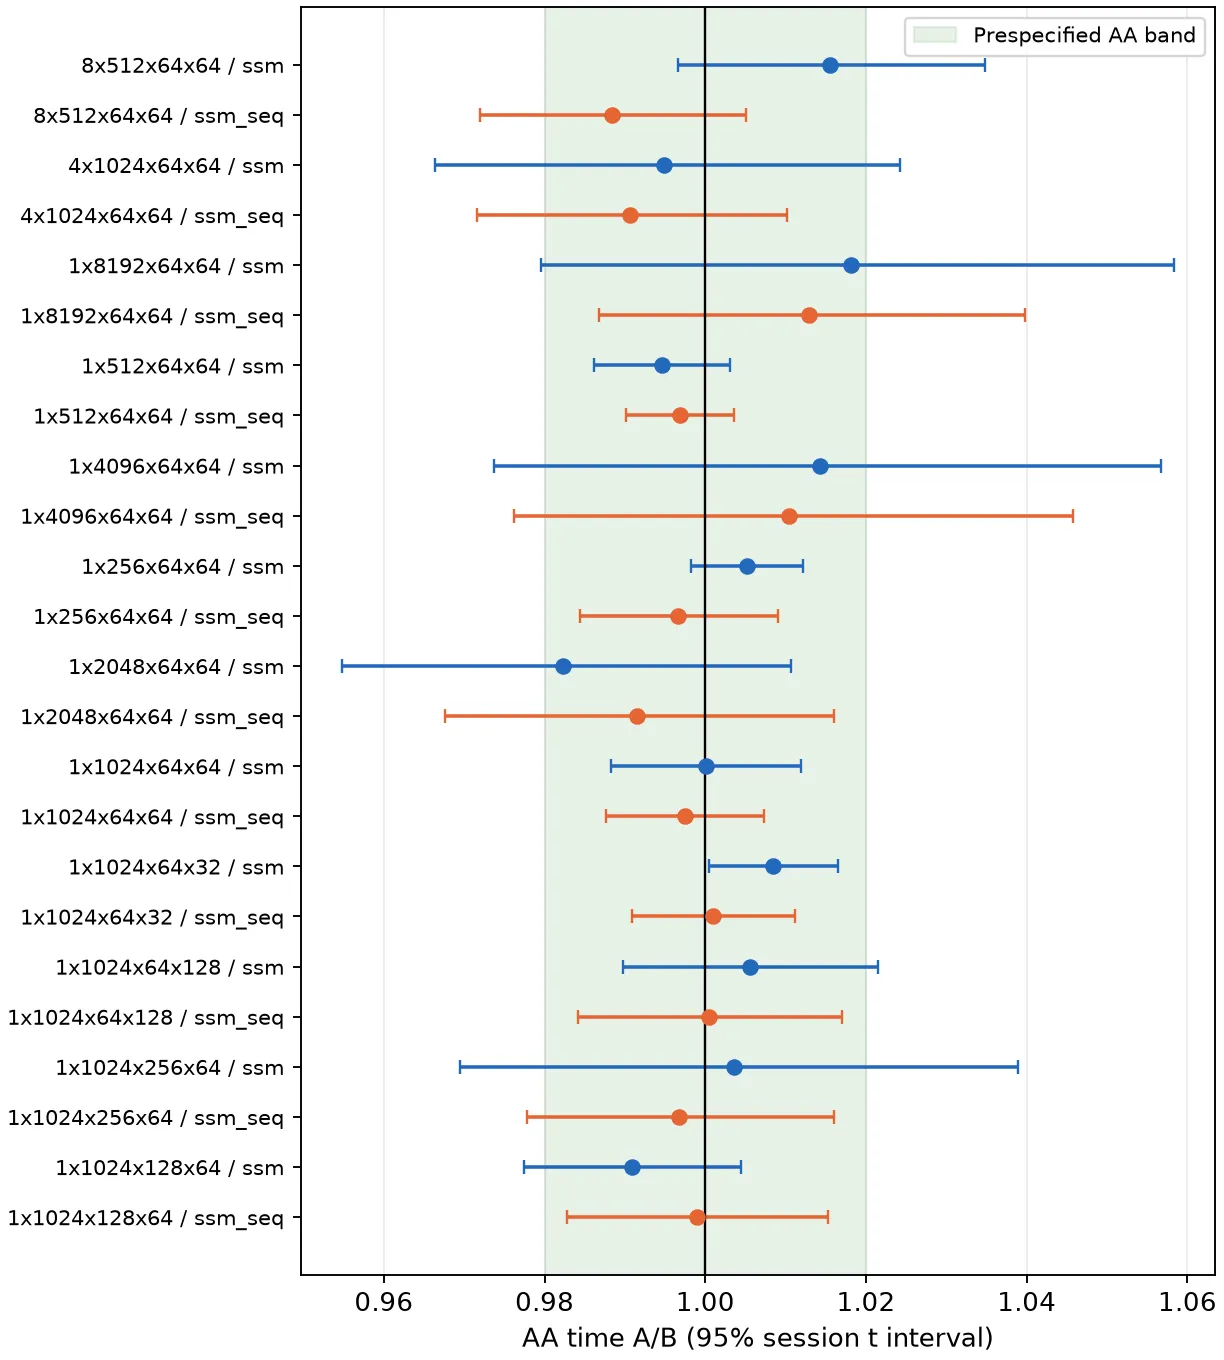 Prespecified AA band
8x512x64x64 / ssm
8x512x64x64 / ssm_seq
4x1024x64x64 / ssm
4x1024x64x64 / ssm_seq
1x8192x64x64 / ssm
1x8192x64x64 / ssm_seq
1x512x64x64 / ssm
1x512x64x64 / ssm_seq
1x4096x64x64 / ssm
1x4096x64x64 / ssm_seq
1x256x64x64 / ssm
1x256x64x64 / ssm_seq
1x2048x64x64 / ssm
1x2048x64x64 / ssm_seq
1x1024x64x64 / ssm
1x1024x64x64 / ssm_seq
1x1024x64x32 / ssm
1x1024x64x32 / ssm_seq
1x1024x64x128 / ssm
1x1024x64x128 / ssm_seq
1x1024x256x64 / ssm
1x1024x256x64 / ssm_seq
1x1024x128x64 / ssm
1x1024x128x64 / ssm_seq
0.96 0.98 1.00 1.02 1.04 1.06
AA time A/B (95% session t interval)